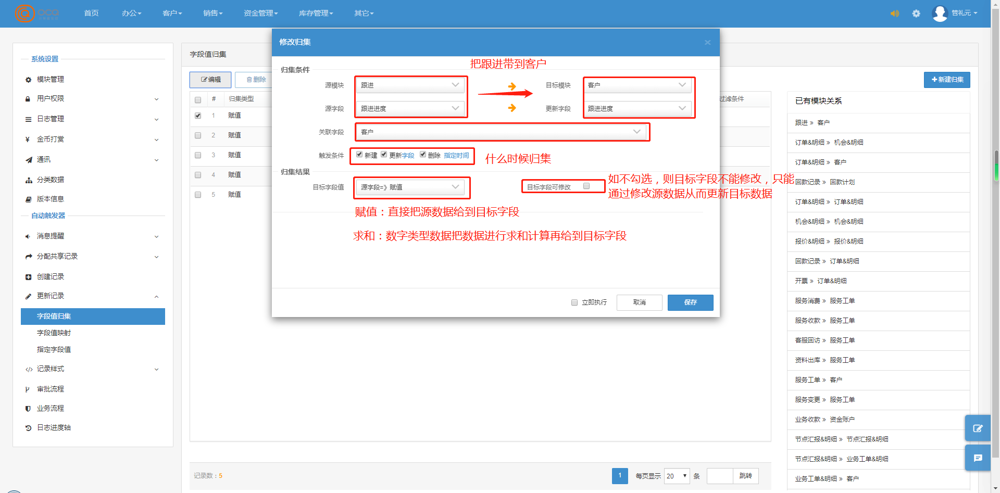 oca
首页
办公
客户
销售
资金管理
库存管理
其它
管礼元
系统设置
模块管理
用户权限
日志管理
金币打赏
通讯
分类数据
版本信息
自动触发器
消息提醒
分配共享记录
创建记录
更新记录
字段值归集
字段值映射
指定字段值
记录样式
审批流程
业务流程
日志进度轴
字段值归集
编辑
删除
新建归集
# 归集类型
过滤条件
1 赋值
2 赋值
3 赋值
4 赋值
5 赋值
记录数：5
1
每页显示 20 条
跳转
修改归集
×
归集条件
把跟进带到客户
源模块 跟进
目标模块 客户
源字段 跟进进度
更新字段 跟进进度
关联字段 客户
触发条件 新建 更新字段 删除 指定时间
什么时候归集
归集结果
目标字段值 源字段=》赋值
目标字段可修改
如不勾选，则目标字段不能修改，只能
通过修改源数据从而更新目标数据
赋值：直接把源数据给到目标字段
求和：数字类型数据把数据进行求和计算再给到目标字段
立即执行
取消
保存
已有模块关系
跟进 » 客户
订单&明细 » 机会&明细
订单&明细 » 客户
回款记录 » 回款计划
订单&明细 » 订单&明细
机会&明细 » 机会&明细
报价&明细 » 报价&明细
回款记录 » 订单&明细
开票 » 订单&明细
服务消费 » 服务工单
服务收款 » 服务工单
客服回访 » 服务工单
资料出库 » 服务工单
服务工单 » 客户
服务变更 » 服务工单
业务收款 » 资金账户
节点汇报&明细 » 节点汇报&明细
节点汇报&明细 » 业务工单&明细
业务工单&明细 » 客户